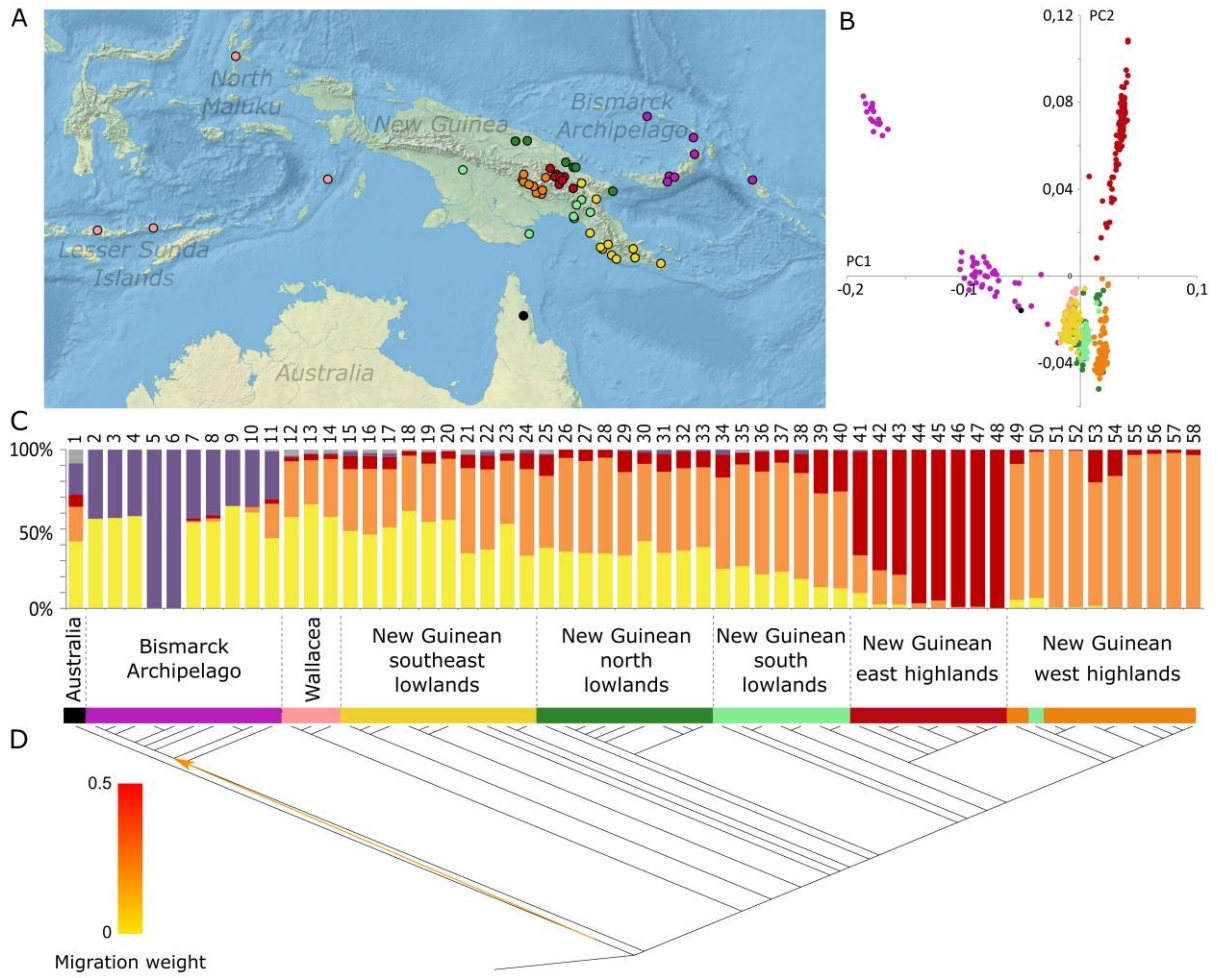 A
North
Maluku
New Guinea
Bismarck
Archipelago
Lesser Sunda
Islands
Australia
B
0,12
PC2
0,08
0,04
PC1
0
-0,2
-0,1
0,1
-0,04
C
1 2 3 4 5 6 7 8 9 10 11 12 13 14 15 16 17 18 19 20 21 22 23 24 25 26 27 28 29 30 31 32 33 34 35 36 37 38 39 40 41 42 43 44 45 46 47 48 49 50 51 52 53 54 55 56 57 58
100%
50%
0%
Australia
Bismarck
Archipelago
Wallacea
New Guinean
southeast
lowlands
New Guinean
north
lowlands
New Guinean
south
lowlands
New Guinean
east highlands
New Guinean
west highlands
D
0.5
0
Migration weight